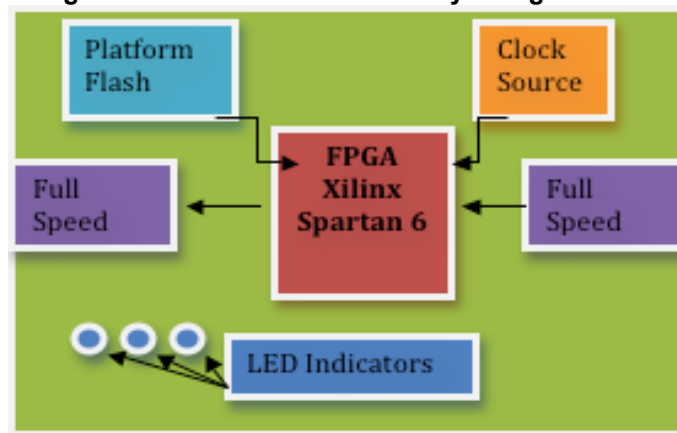 Platform
Flash
Clock
Source
FPGA
Xilinx
Spartan 6
Full
Speed
Full
Speed
LED Indicators